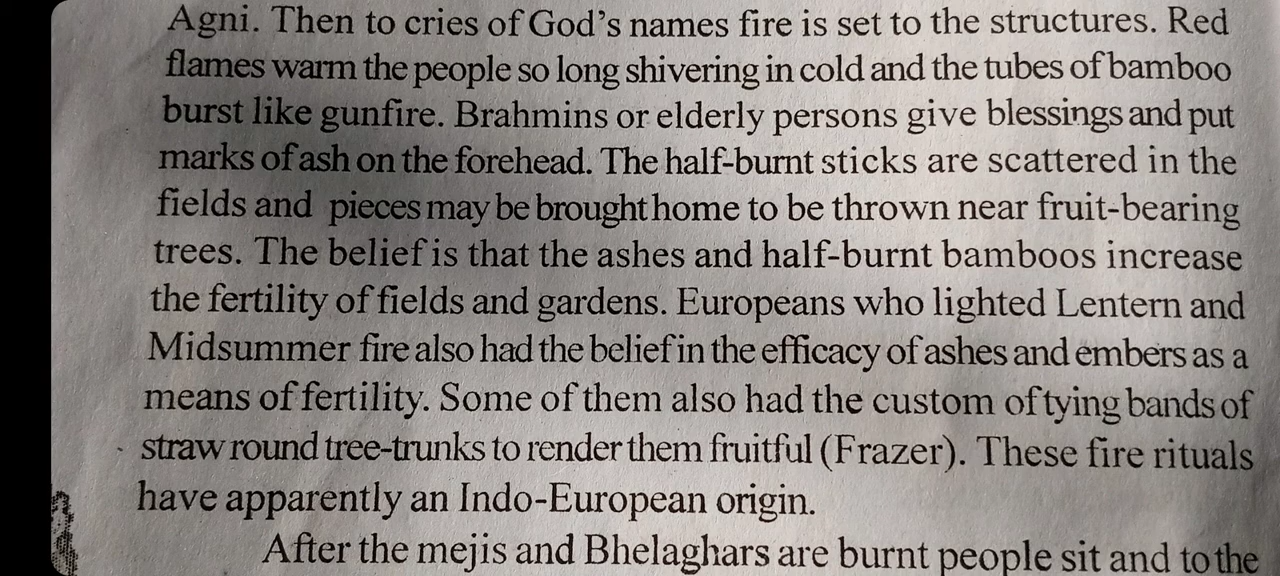 Agni. Then to cries of God’s names fire is set to the structures. Red
flames warm the people so long shivering in cold and the tubes of bamboo
burst like gunfire. Brahmins or elderly persons give blessings and put
marks of ash on the forehead. The half-burnt sticks are scattered in the
fields and pieces may be brought home to be thrown near fruit-bearing
trees. The belief is that the ashes and half-burnt bamboos increase
the fertility of fields and gardens. Europeans who lighted Lentern and
Midsummer fire also had the belief in the efficacy of ashes and embers as a
means of fertility. Some of them also had the custom of tying bands of
straw round tree-trunks to render them fruitful (Frazer). These fire rituals
have apparently an Indo-European origin.
After the mejis and Bhelaghars are burnt people sit and to the